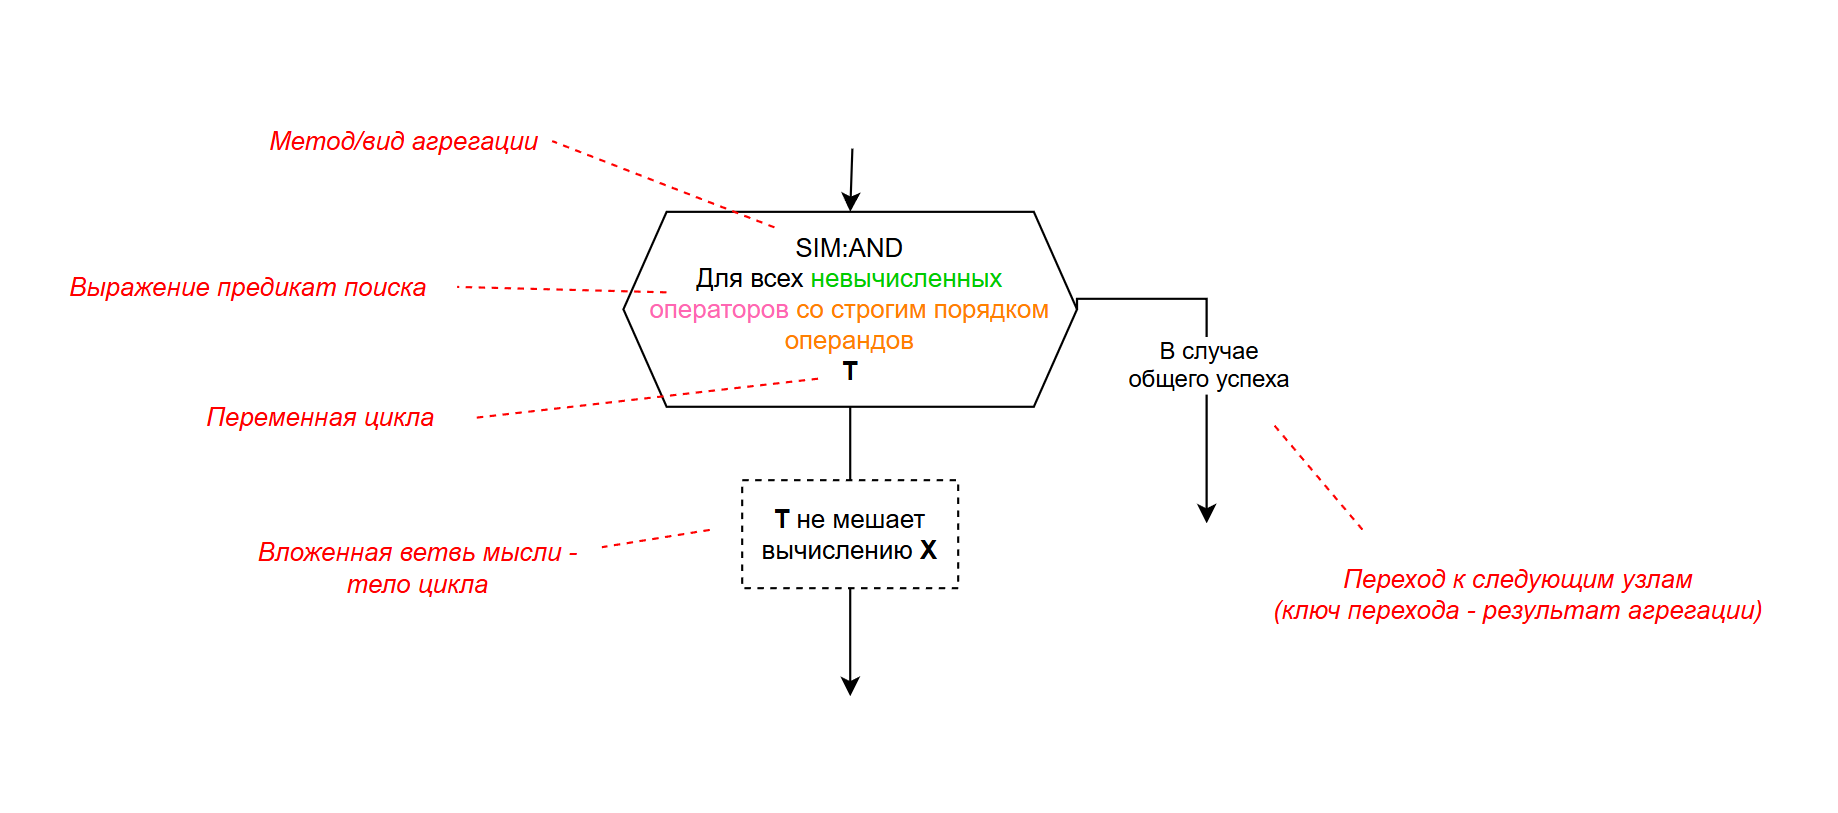 Метод/вид агрегации
SIM:AND
Для всех невычисленных
операторов со строгим порядком
операндов
T
Выражение предикат поиска
В случае
общего успеха
Переменная цикла
T не мешает
вычислению X
Вложенная ветвь мысли -
тело цикла
Переход к следующим узлам
(ключ перехода - результат агрегации)